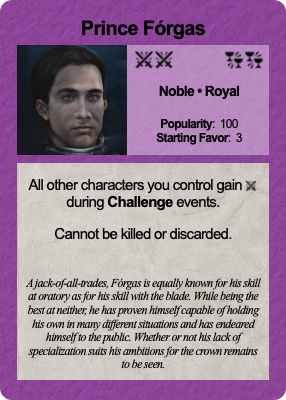 Prince Fórgas
Noble • Royal
Popularity: 100
Starting Favor: 3
All other characters you control gain
during Challenge events.
Cannot be killed or discarded.
A jack-of-all-trades, Fórgas is equally known for his skill
at oratory as for his skill with the blade. While being the
best at neither, he has proven himself capable of holding
his own in many different situations and has endeared
himself to the public. Whether or not his lack of
specialization suits his ambitions for the crown remains
to be seen.